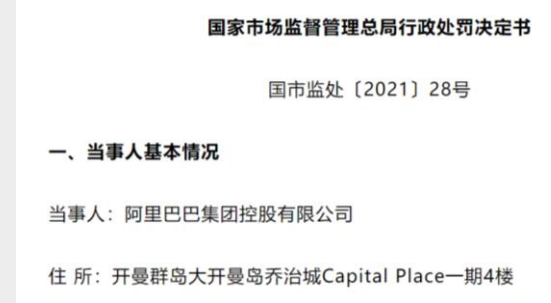 国家市场监督管理总局行政处罚决定书
国市监处〔2021〕28号
一、当事人基本情况
当事人：阿里巴巴集团控股有限公司
住 所：开曼群岛大开曼岛乔治城Capital Place一期4楼